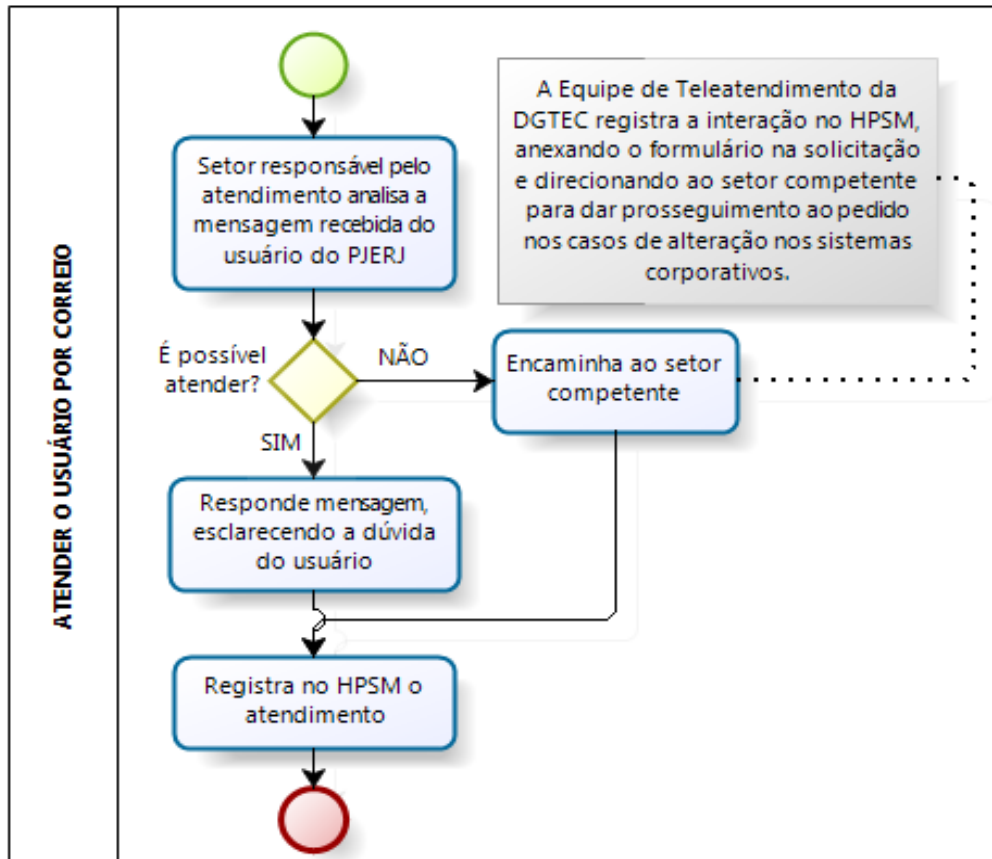 ATENDER O USUÁRIO POR CORREIO
Setor responsável pelo
atendimento analisa a
mensagem recebida do
usuário do PJERJ
A Equipe de Teleatendimento da
DGTEC registra a interação no HPSM,
anexando o formulário na solicitação
e direcionando ao setor competente
para dar prosseguimento ao pedido
nos casos de alteração nos sistemas
corporativos.
É possível
atender?
NÃO
Encaminha ao setor
competente
SIM
Responde mensagem,
esclarecendo a dúvida
do usuário
Registra no HPSM o
atendimento